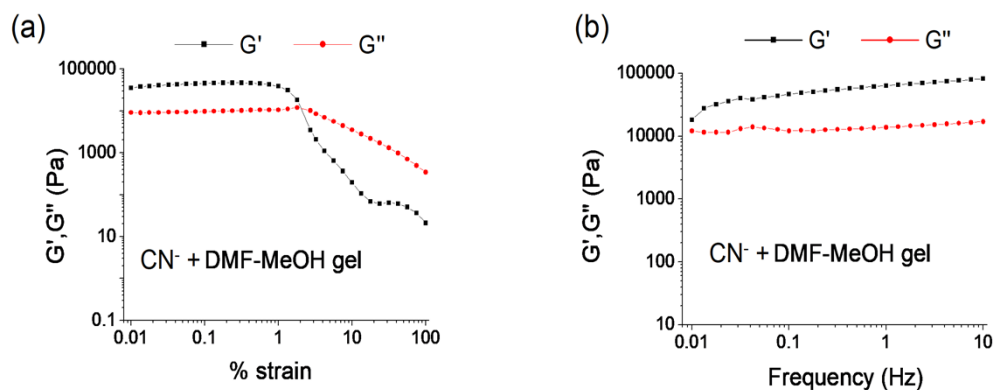 (a)
G' G''
100000
1000
10
0.1
G',G'' (Pa)
CN⁻ + DMF-MeOH gel
0.01 0.1 1 10 100
% strain
(b)
G' G''
100000
10000
1000
100
10
G',G'' (Pa)
CN⁻ + DMF-MeOH gel
0.01 0.1 1 10
Frequency (Hz)